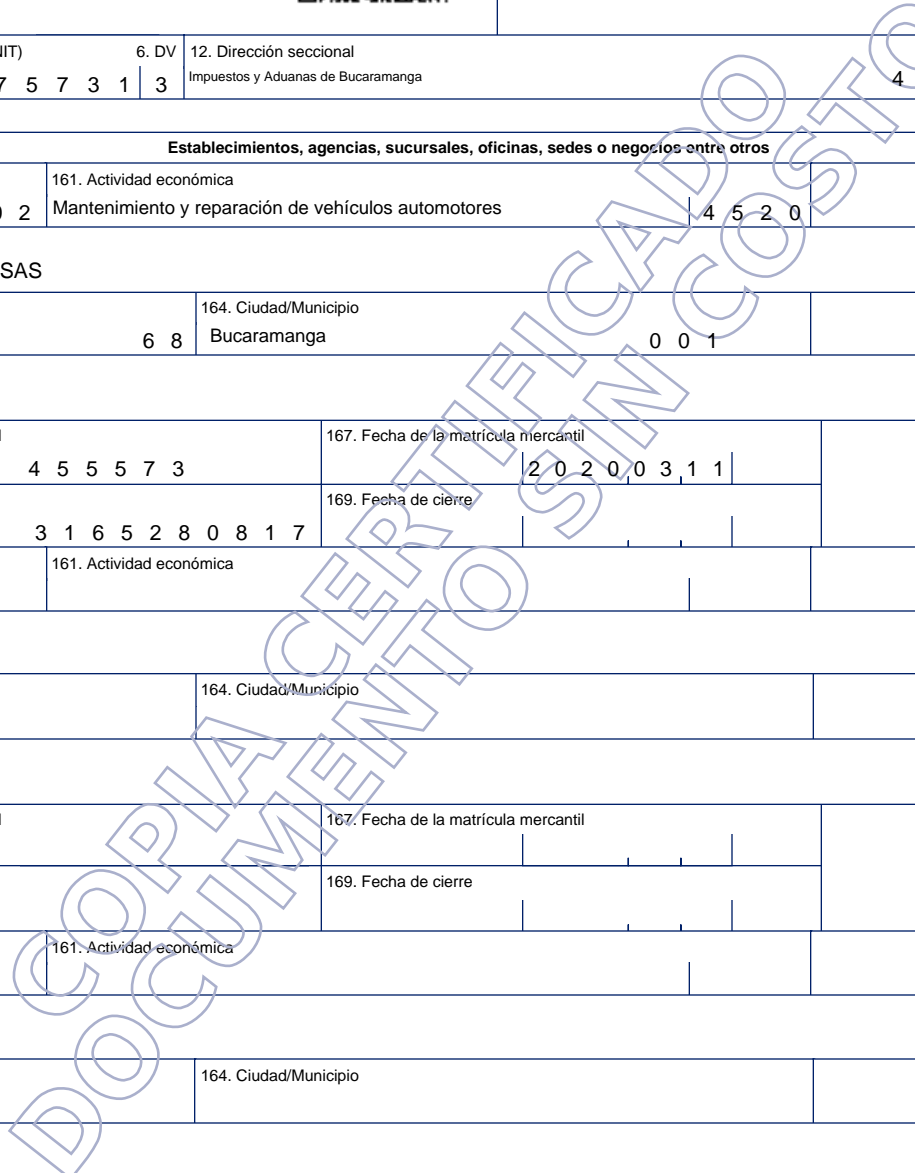 6. DV 12. Dirección seccional
5 7 3 1 3 Impuestos y Aduanas de Bucaramanga 4
Establecimientos, agencias, sucursales, oficinas, sedes o negocios entre otros
161. Actividad económica
2 Mantenimiento y reparación de vehículos automotores 4 5 2 0
SAS
164. Ciudad/Municipio
6 8 Bucaramanga 0 0 1
167. Fecha de la matrícula mercantil
4 5 5 5 7 3 2 0 2 0 0 3 1 1
169. Fecha de cierre
3 1 6 5 2 8 0 8 1 7
161. Actividad económica
164. Ciudad/Municipio
167. Fecha de la matrícula mercantil
169. Fecha de cierre
161. Actividad económica
164. Ciudad/Municipio
COPIA CERTIFICADO
DOCUMENTO SIN COSTO